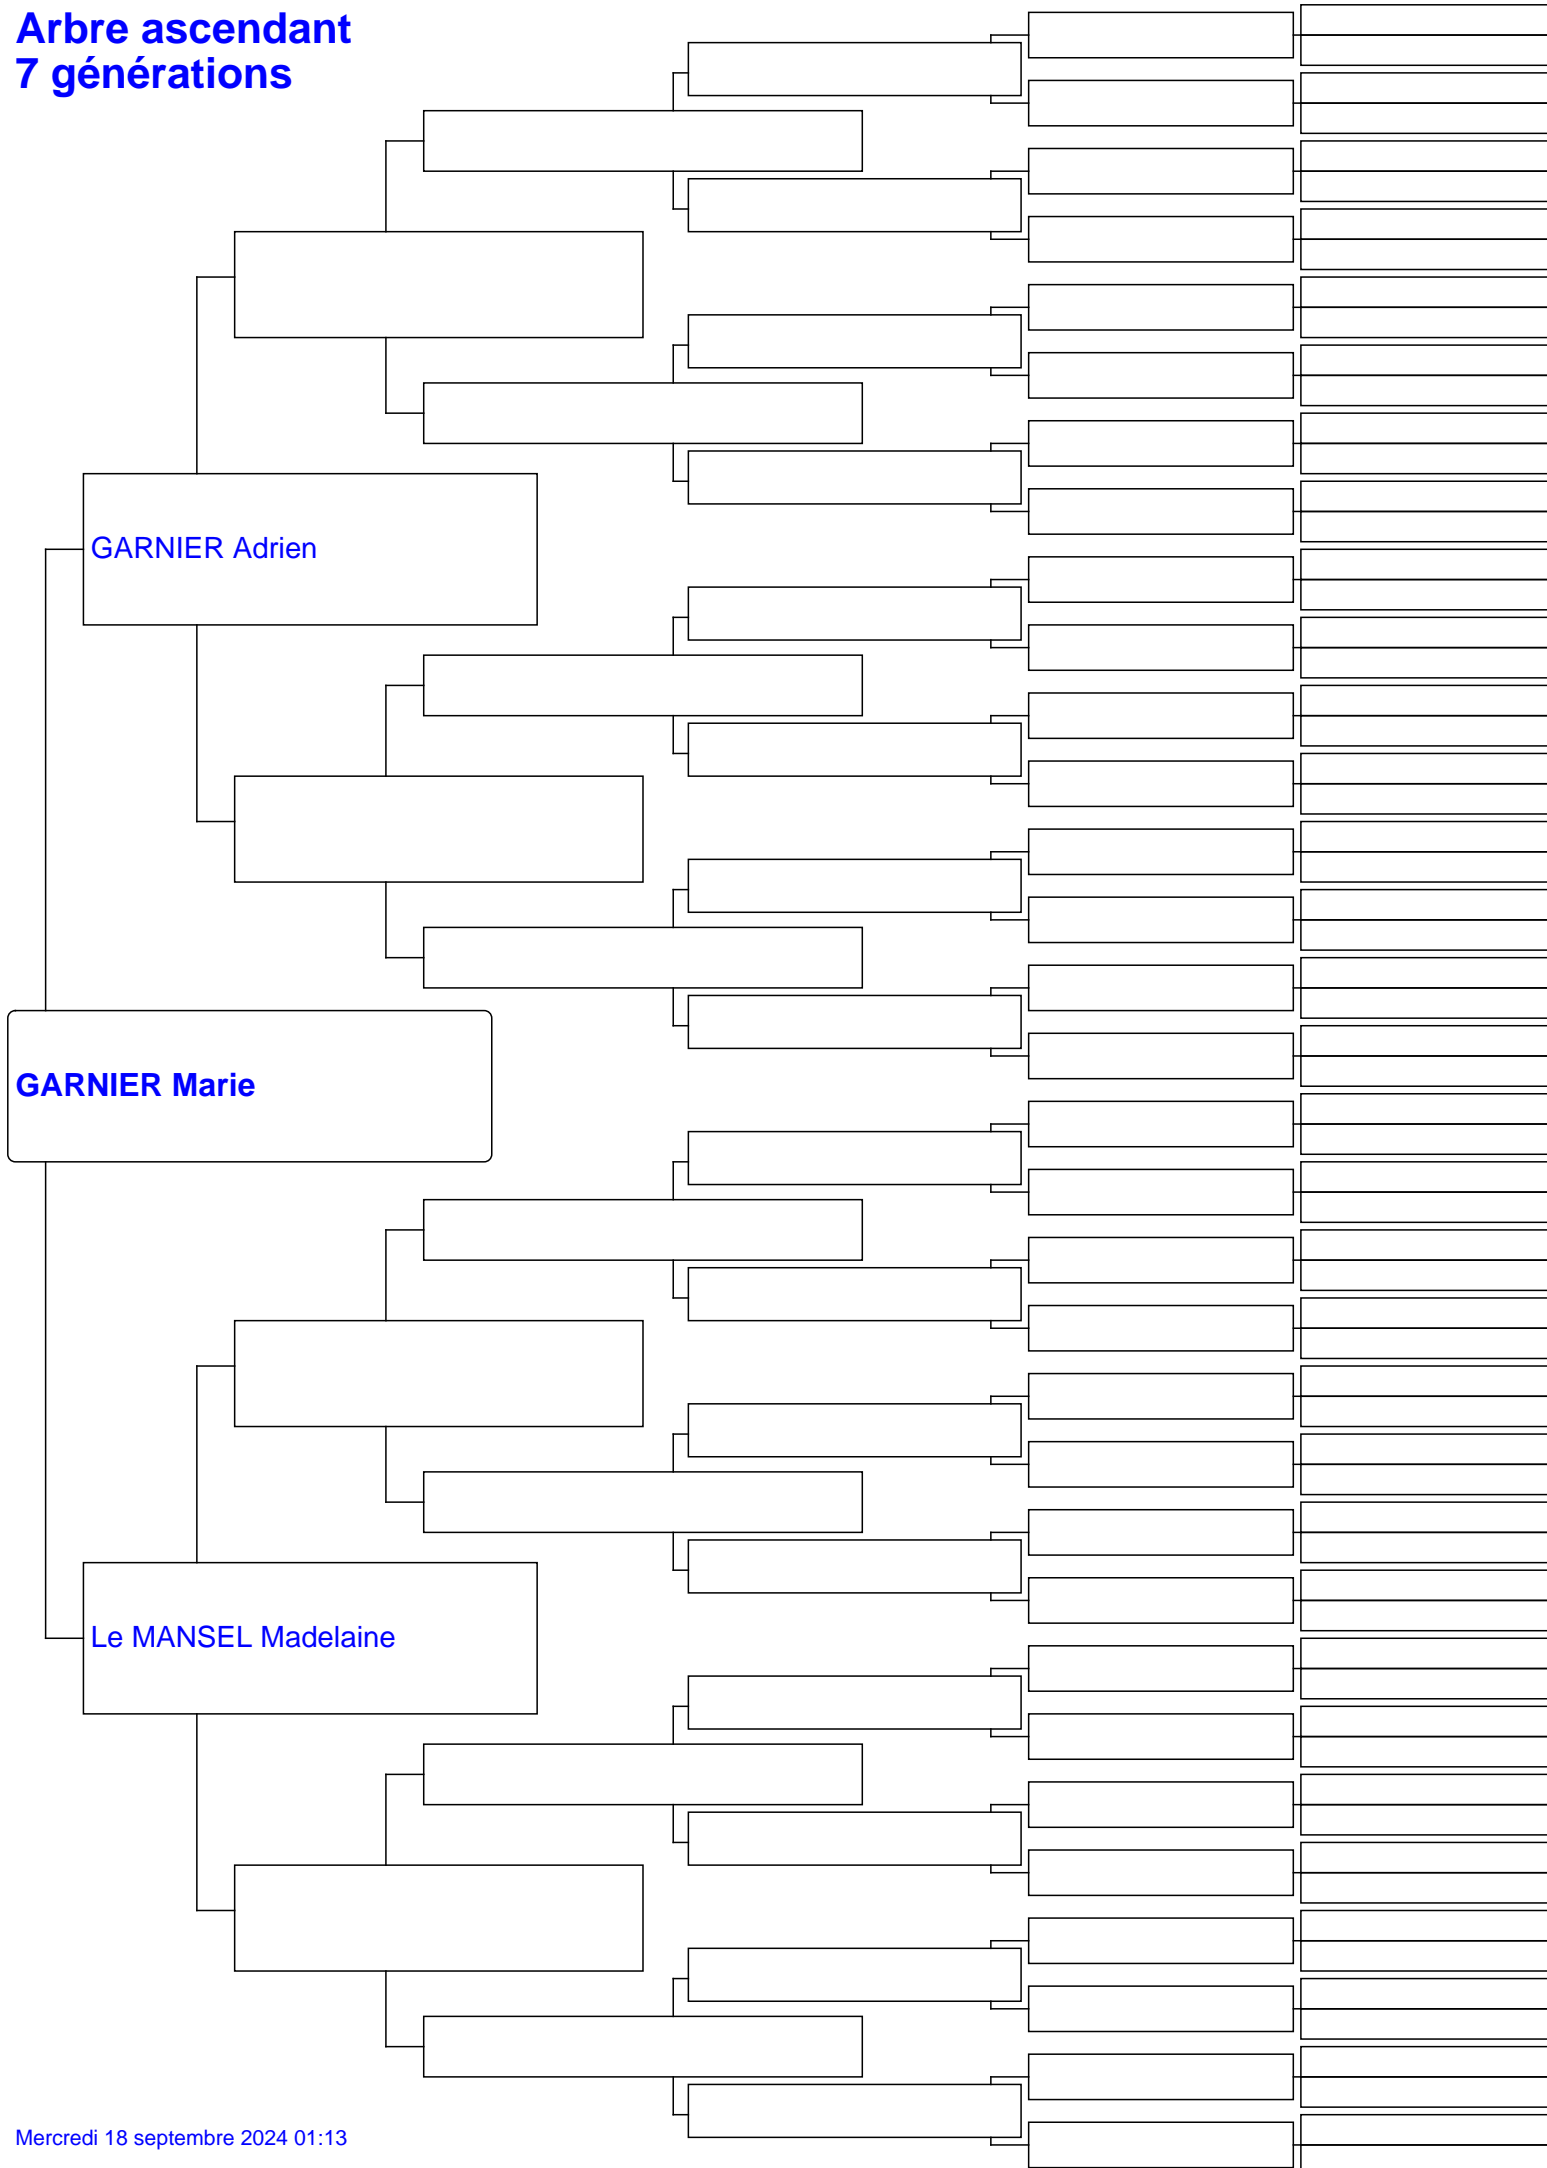 Arbre ascendant
7 générations
GARNIER Adrien
GARNIER Marie
Le MANSEL Madelaine
Mercredi 18 septembre 2024 01:13